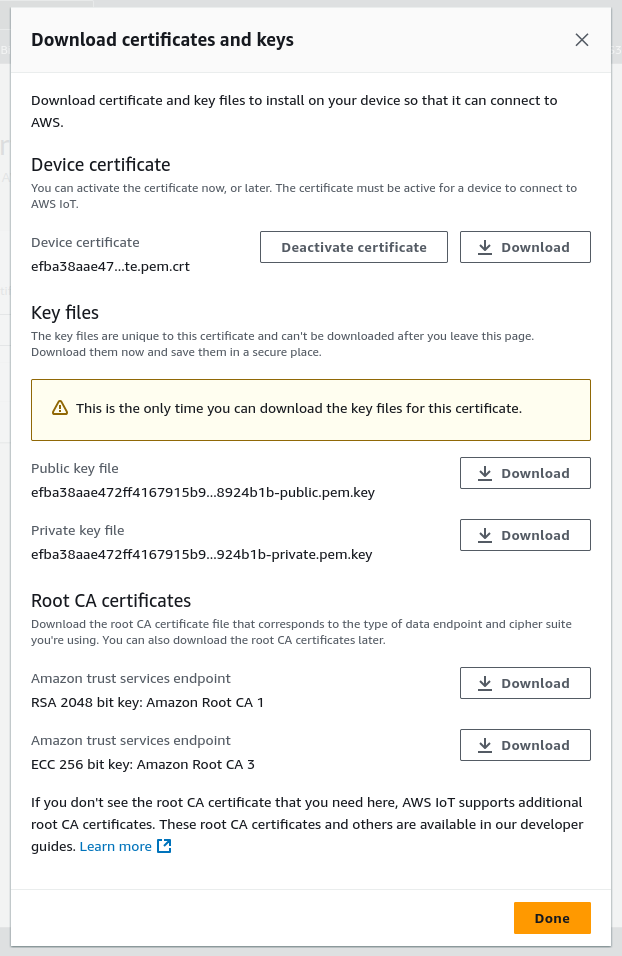 Download certificates and keys
Download certificate and key files to install on your device so that it can connect to
AWS.
Device certificate
You can activate the certificate now, or later. The certificate must be active for a device to connect to
AWS IoT.
Device certificate
efba38aae47...te.pem.crt
Deactivate certificate
Download
Key files
The key files are unique to this certificate and can't be downloaded after you leave this page.
Download them now and save them in a secure place.
This is the only time you can download the key files for this certificate.
Public key file
efba38aae472ff4167915b9...8924b1b-public.pem.key
Download
Private key file
efba38aae472ff4167915b9...924b1b-private.pem.key
Download
Root CA certificates
Download the root CA certificate file that corresponds to the type of data endpoint and cipher suite
you're using. You can also download the root CA certificates later.
Amazon trust services endpoint
RSA 2048 bit key: Amazon Root CA 1
Download
Amazon trust services endpoint
ECC 256 bit key: Amazon Root CA 3
Download
If you don't see the root CA certificate that you need here, AWS IoT supports additional
root CA certificates. These root CA certificates and others are available in our developer
guides. Learn more
Done